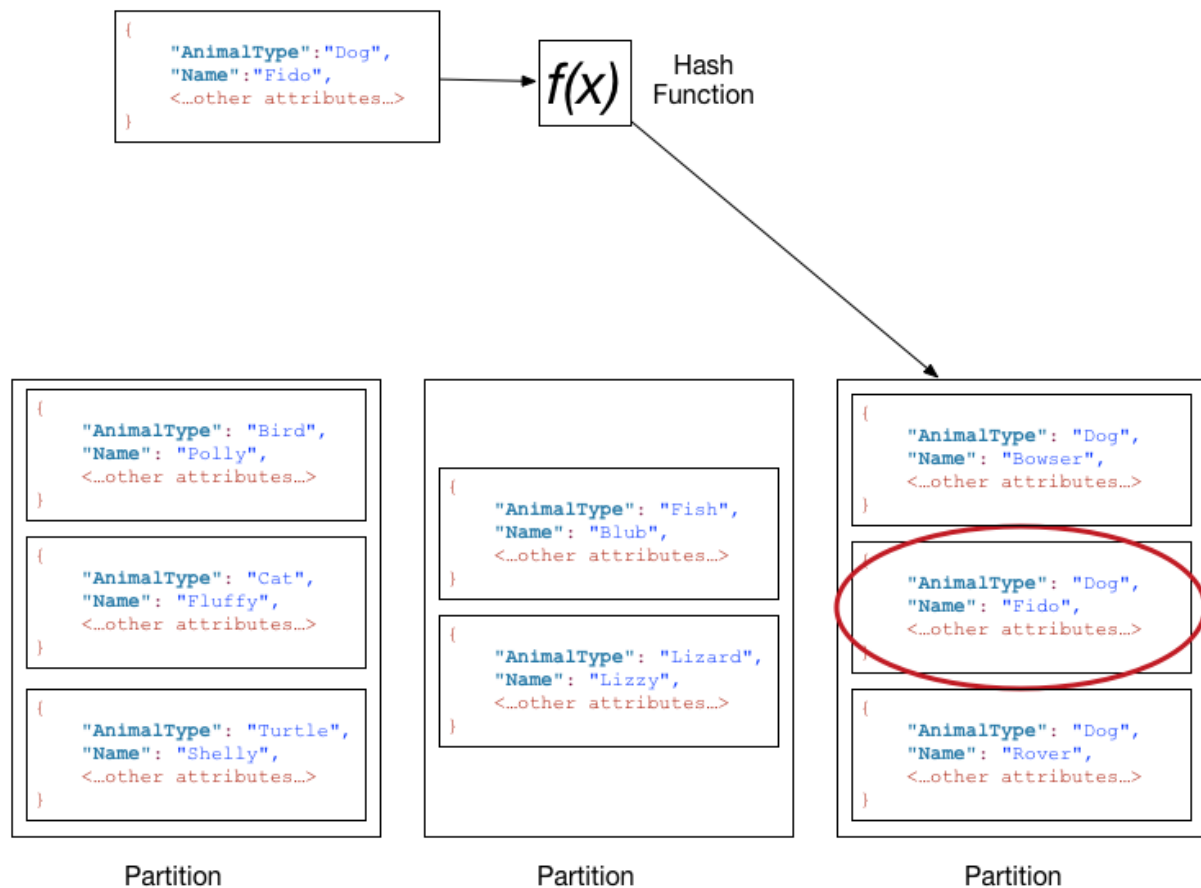 {
"AnimalType":"Dog",
"Name":"Fido",
<…other attributes…>
}
f(x)
Hash
Function
{
"AnimalType": "Bird",
"Name": "Polly",
<…other attributes…>
}
{
"AnimalType": "Cat",
"Name": "Fluffy",
<…other attributes…>
}
{
"AnimalType": "Turtle",
"Name": "Shelly",
<…other attributes…>
}
Partition
{
"AnimalType": "Fish",
"Name": "Blub",
<…other attributes…>
}
{
"AnimalType": "Lizard",
"Name": "Lizzy",
<…other attributes…>
}
Partition
{
"AnimalType": "Dog",
"Name": "Bowser",
<…other attributes…>
}
{
"AnimalType": "Dog",
"Name": "Fido",
<…other attributes…>
}
{
"AnimalType": "Dog",
"Name": "Rover",
<…other attributes…>
}
Partition